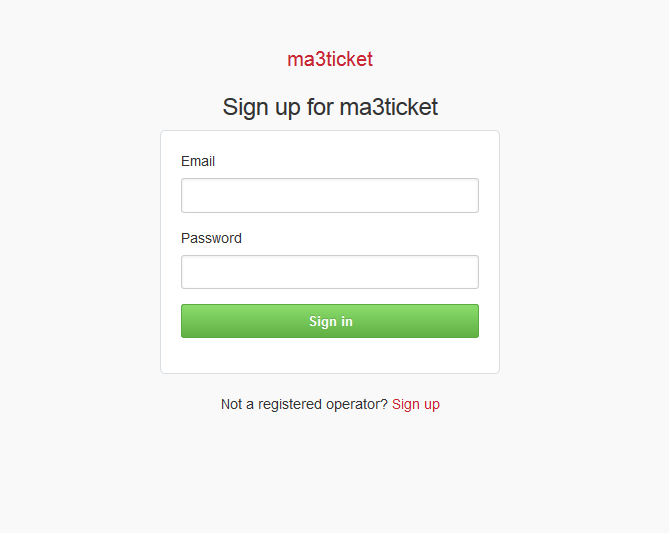 ma3ticket
Sign up for ma3ticket
Email
Password
Sign in
Not a registered operator? Sign up